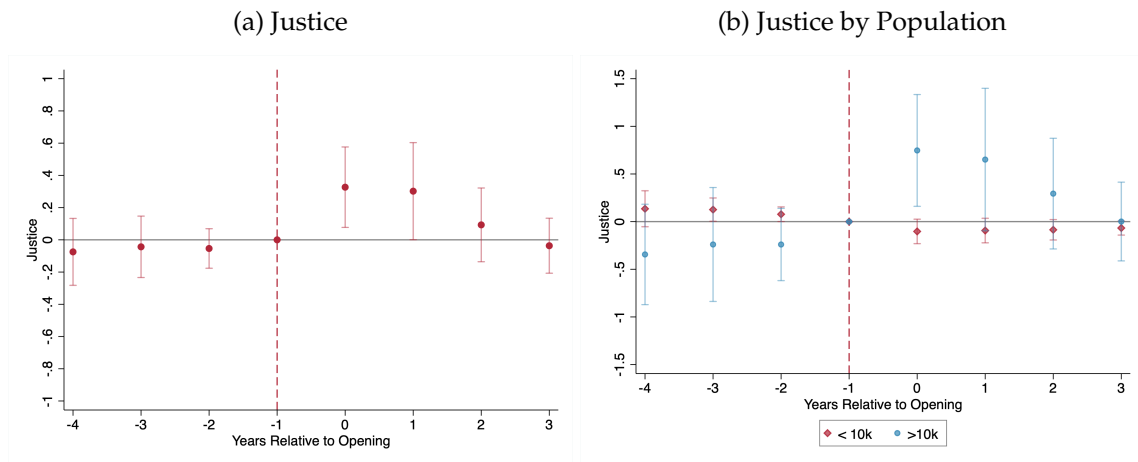 (a) Justice
(b) Justice by Population
1
.8
.6
.4
.2
0
-.2
-.4
-.6
-.8
-1
Justice
-4 -3 -2 -1 0 1 2 3
Years Relative to Opening
1.5
1
.5
0
-.5
-1
-1.5
Justice
-4 -3 -2 -1 0 1 2 3
Years Relative to Opening
< 10k >10k